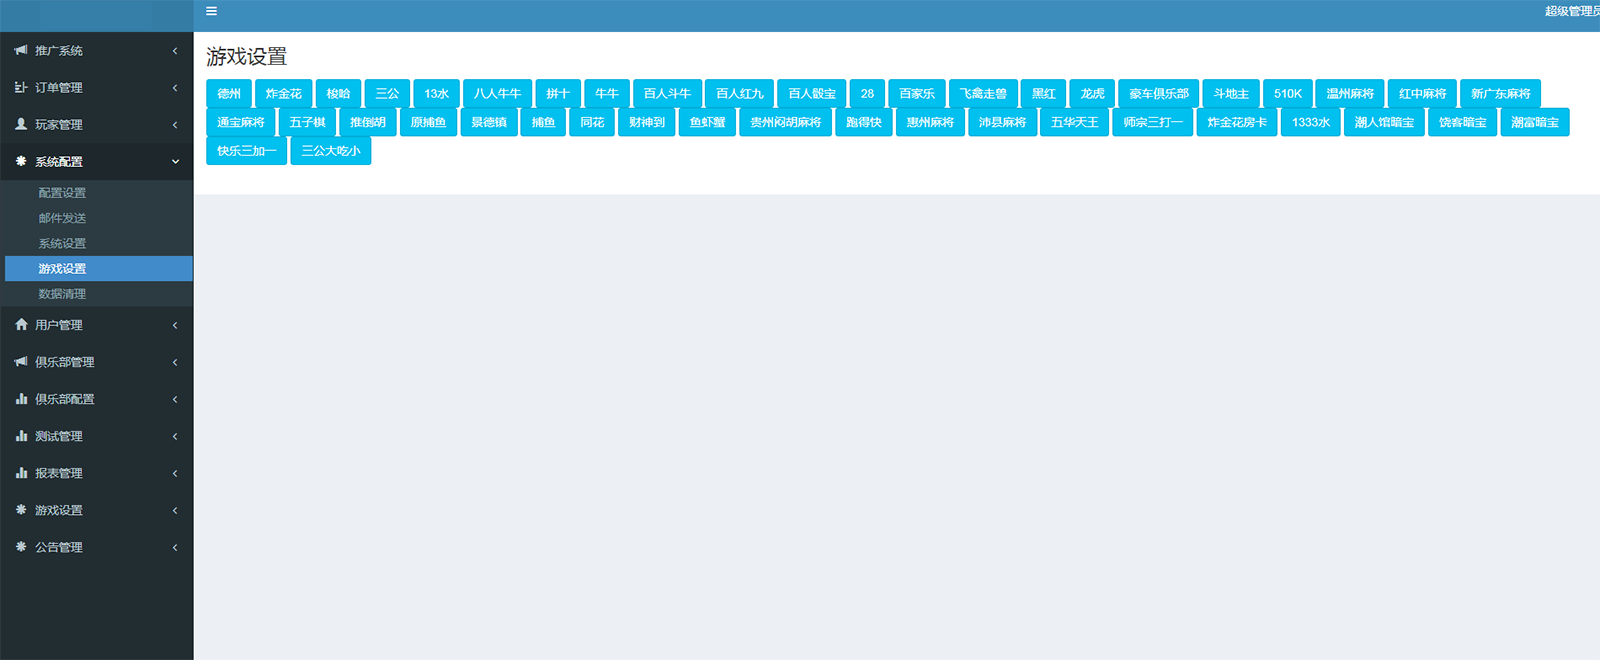 超级管理员
推广系统
订单管理
玩家管理
系统配置
配置设置
邮件发送
系统设置
游戏设置
数据清理
用户管理
俱乐部管理
俱乐部配置
测试管理
报表管理
游戏设置
公告管理
游戏设置
德州 炸金花 梭哈 三公 13水 八人牛牛 拼十 牛牛 百人斗牛 百人红九 百人骰宝 28 百家乐 飞禽走兽 黑红 龙虎 豪车俱乐部 斗地主 510K 温州麻将 红中麻将 新广东麻将
通宝麻将 五子棋 推倒胡 原捕鱼 景德镇 捕鱼 同花 财神到 鱼虾蟹 贵州闷胡麻将 跑得快 惠州麻将 沛县麻将 五华天王 师宗三打一 炸金花房卡 1333水 潮人馆暗宝 饶客暗宝 潮富暗宝
快乐三加一 三公大吃小